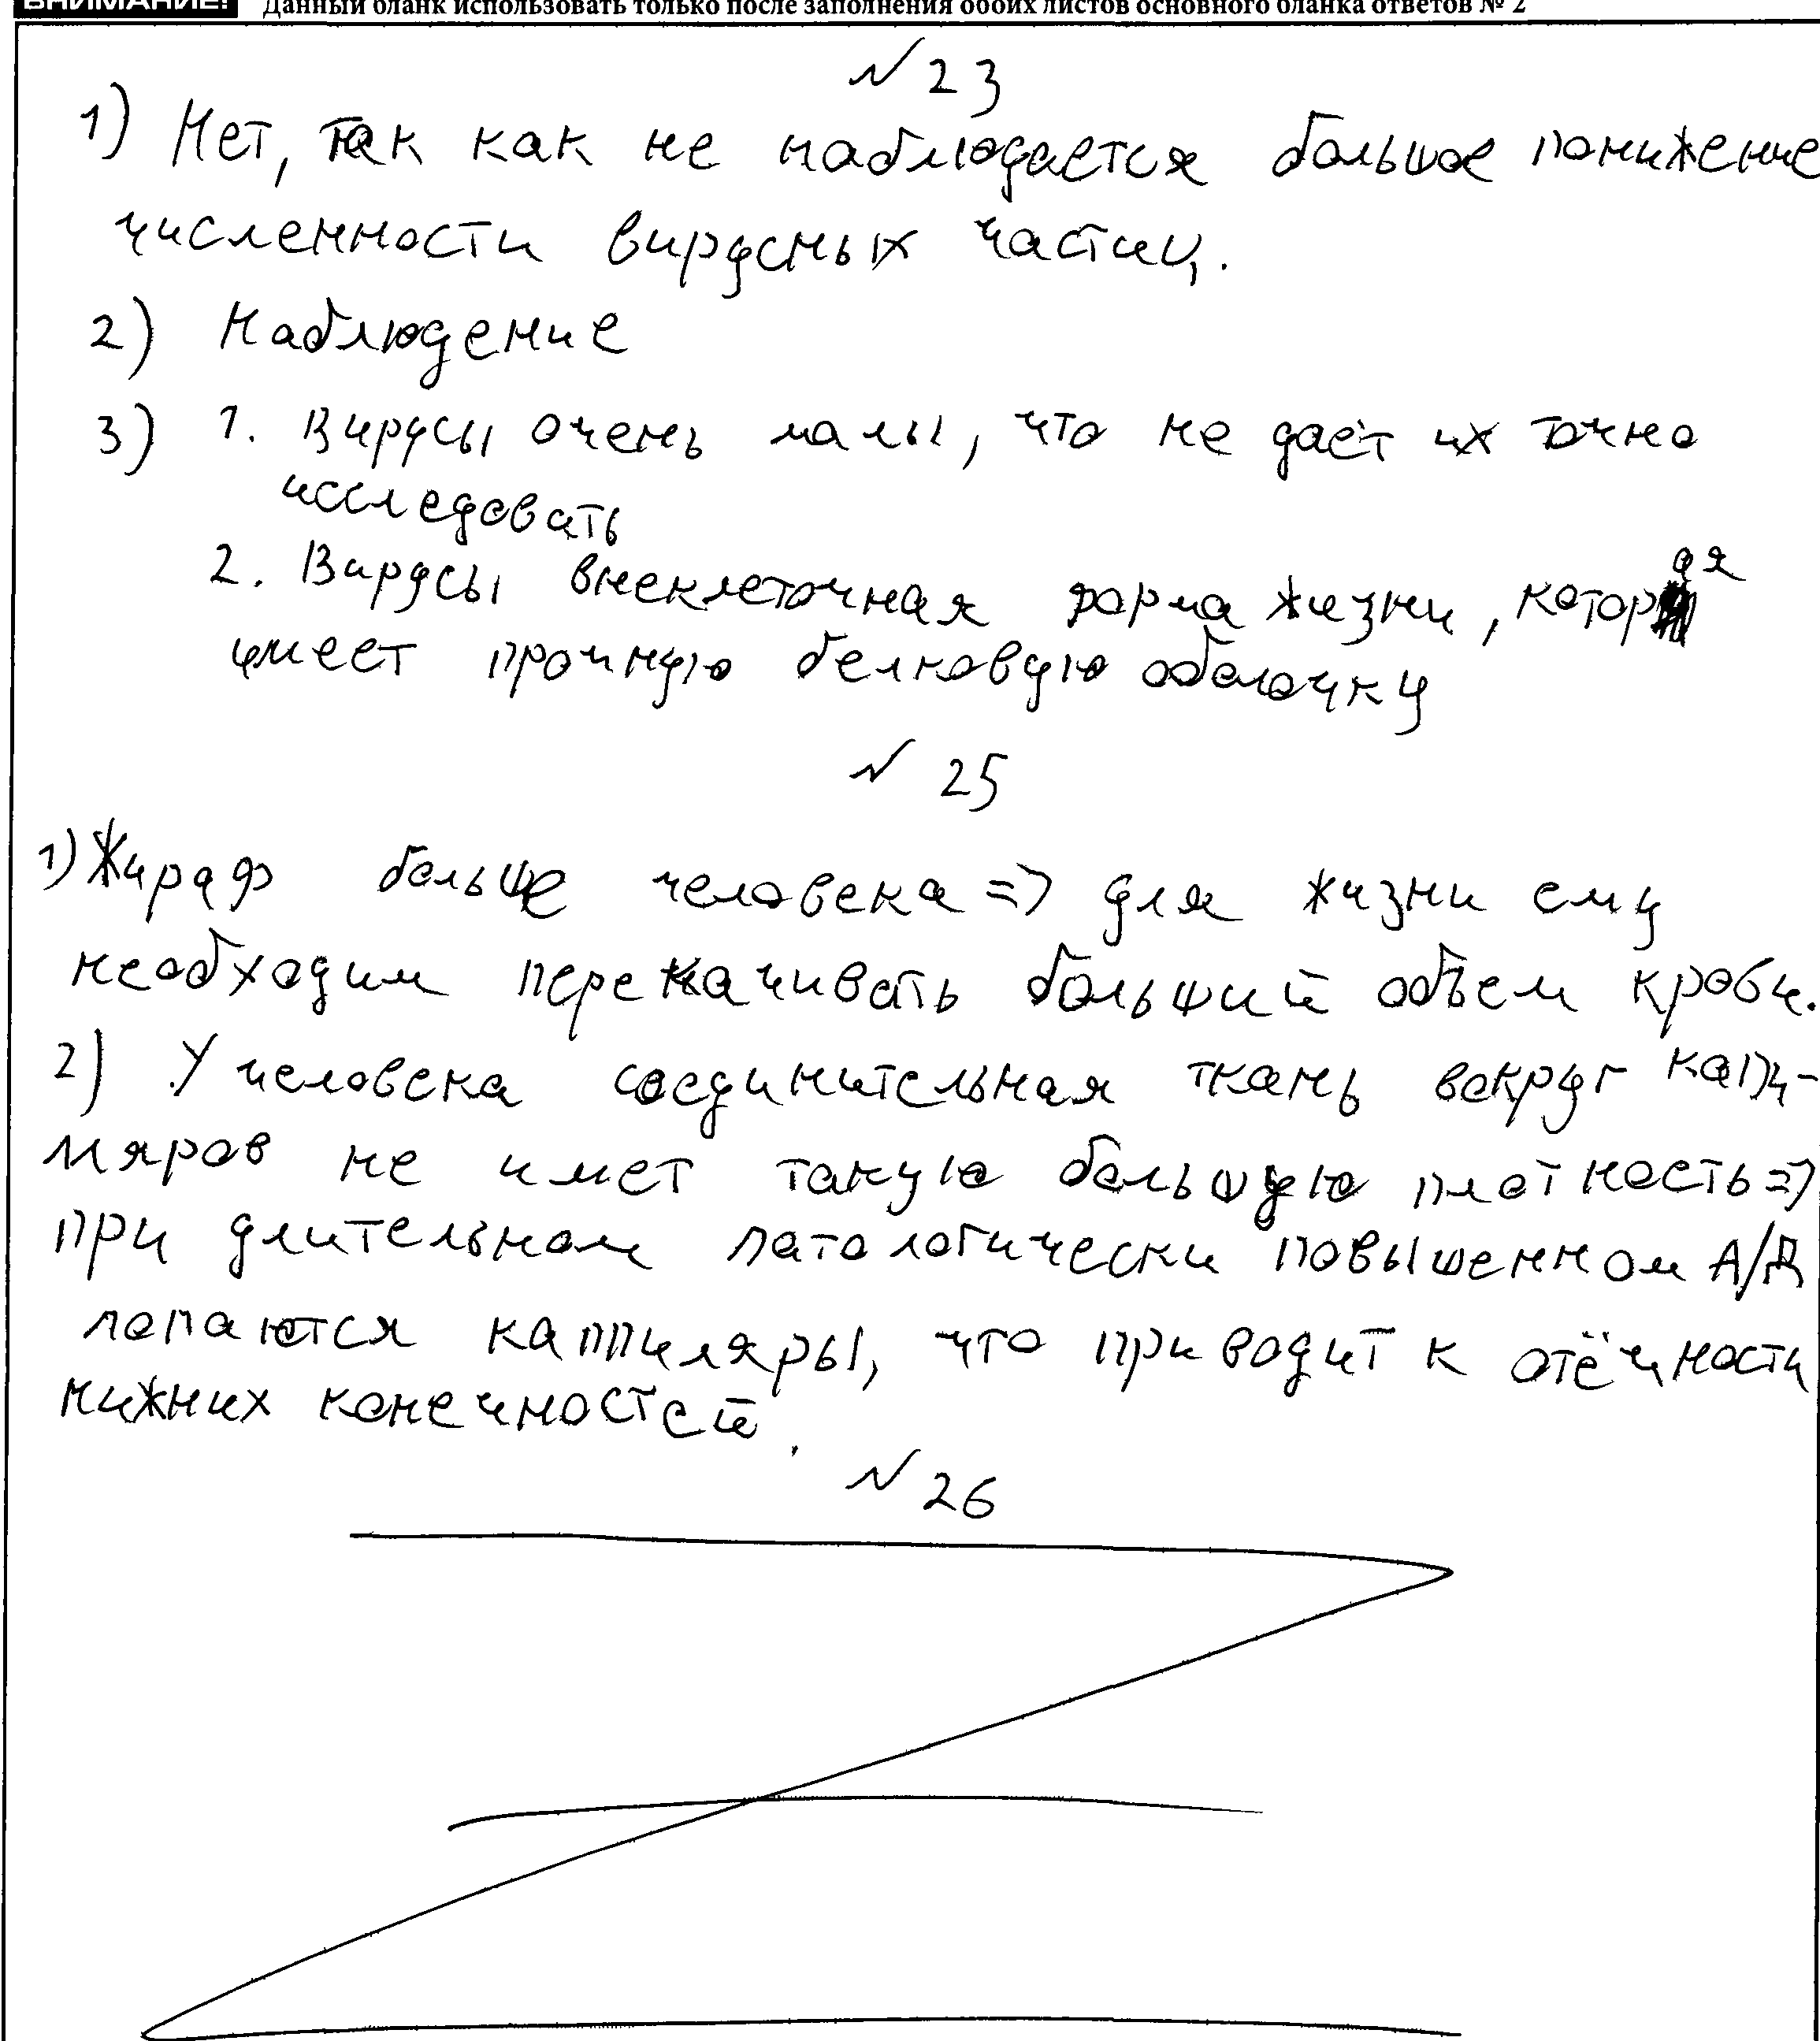 ВНИМАНИЕ! Данный бланк использовать только после заполнения обоих листов основного бланка ответов № 2
№ 23
1) Нет, так как не наблюдается большое понижение
численности вирусных частиц.
2) Наблюдение
3) 1. Вирусы очень малы, что не даёт их точно
исследовать
2. Вирусы внеклеточная форма жизни, которая
имеет прочную белковую оболочку
№ 25
1) Жираф больше человека => для жизни ему
необходим перекачивать больший объем крови.
2) У человека соединительная ткань вокруг капи-
ляров не имет такую большую плотность =>
при длительном патологически повышенном А/Д
лопаются каппиляры, что приводит к отёчности
нижних конечностей.
№ 26